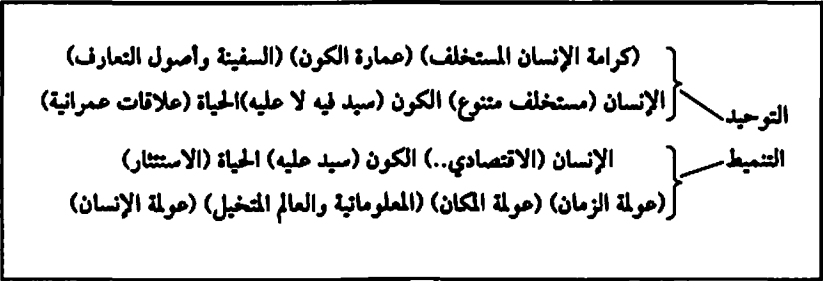 (كرامة الإنسان المستخلف) (عمارة الكون) (السفينة وأصول التعارف)
الإنسان (مستخلف متنوع) الكون (سيد فيه لا عليه)الحياة (علاقات عمرانية)
التوحيد
التنميط
الإنسان (الاقتصادي..) الكون (سيد عليه) الحياة (الاستئثار)
(عولمة الزمان) (عولمة المكان) (المعلوماتية والعالم المتخيل) (عولمة الإنسان)